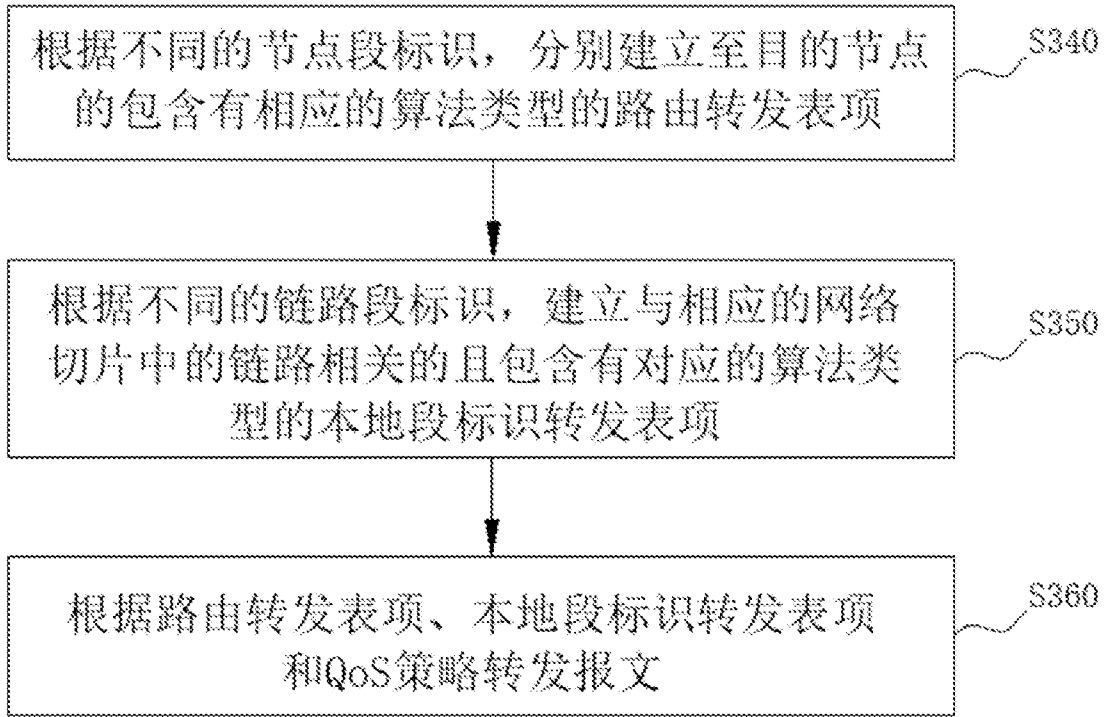 根据不同的节点段标识，分别建立至目的节点
的包含有相应的算法类型的路由转发表项
S340
根据不同的链路段标识，建立与相应的网络
切片中的链路相关的且包含有对应的算法类
型的本地段标识转发表项
S350
根据路由转发表项、本地段标识转发表项
和QoS策略转发报文
S360